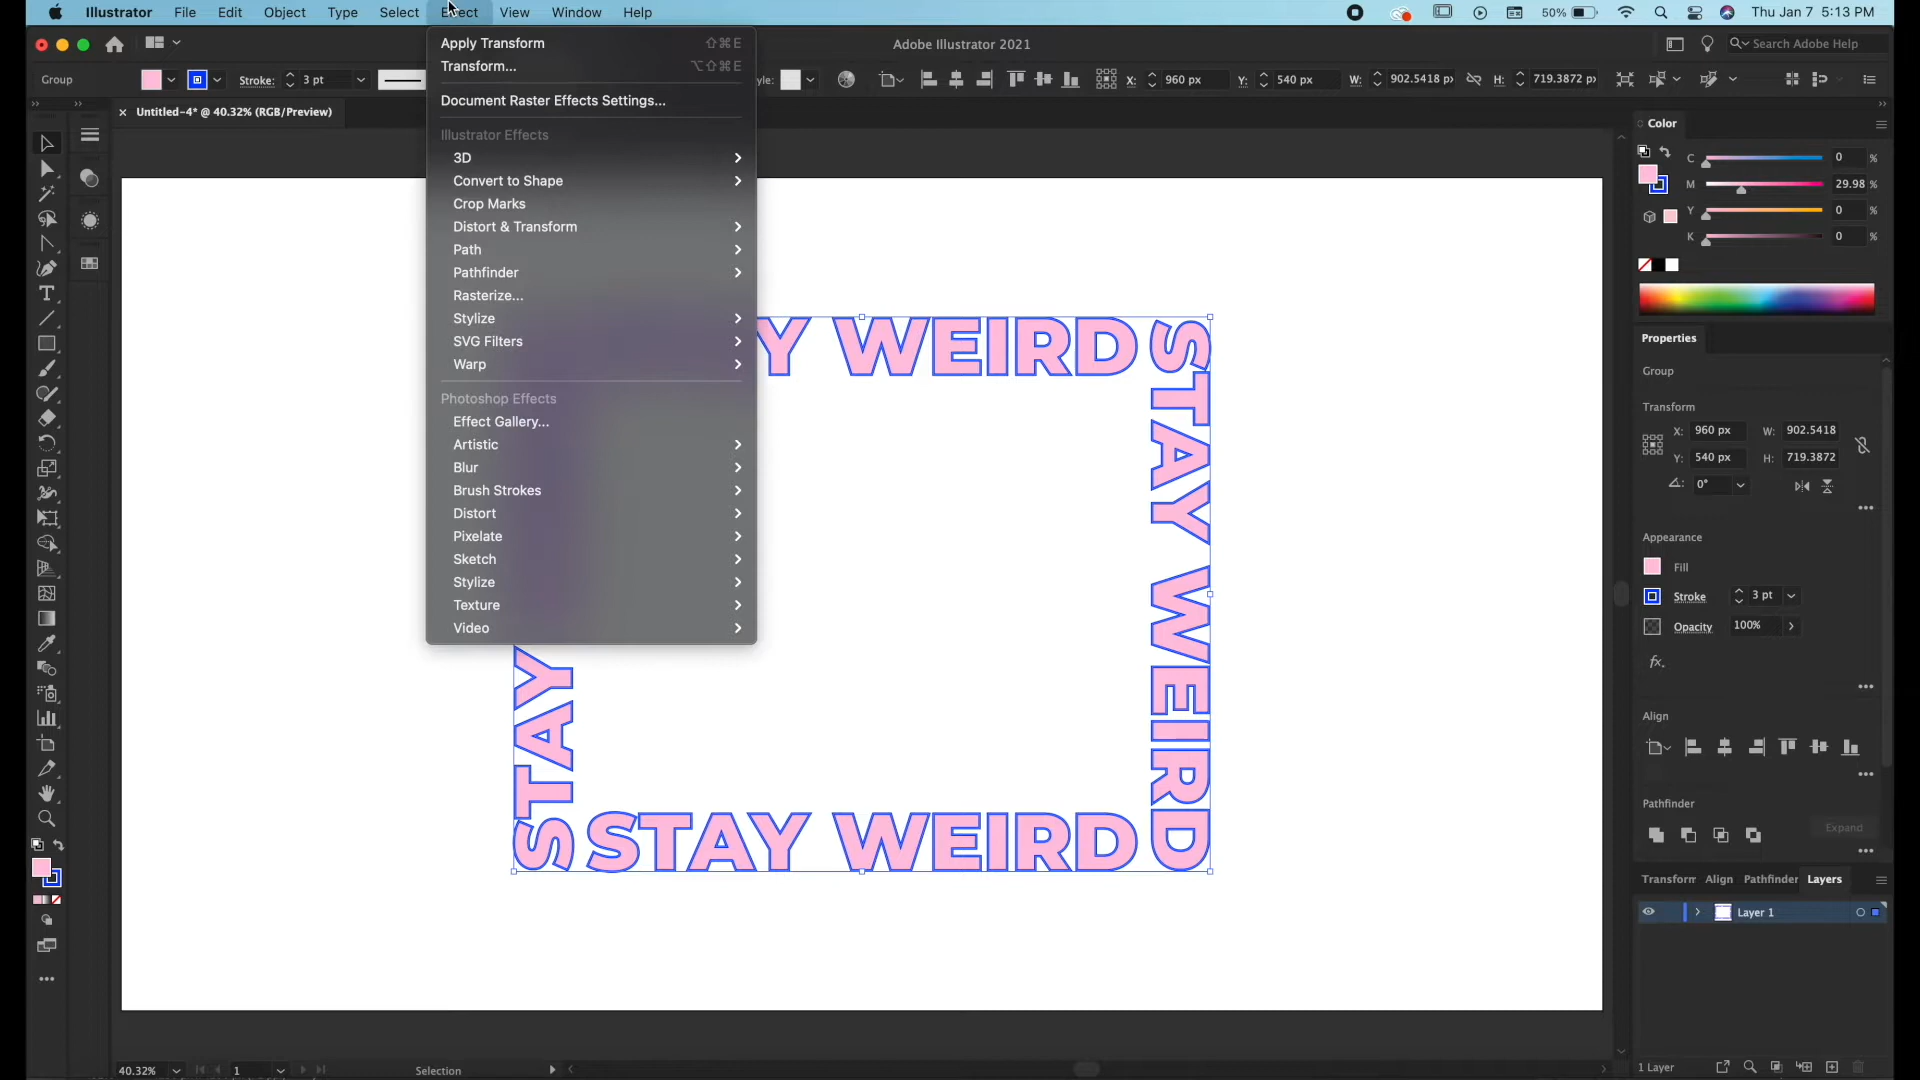 Illustrator File Edit Object Type Select Effect View Window Help 50% Thu Jan 7 5:13 PM
Adobe Illustrator 2021 Search Adobe Help
Group Stroke: 3 pt X: 960 px Y: 540 px W: 902.5418 H: 719.3872
Untitled-4* @ 40.32% (RGB/Preview)
Apply Transform ⇧⌘E
Transform... ⌥⇧⌘E
Document Raster Effects Settings...
Illustrator Effects
3D
Convert to Shape
Crop Marks
Distort & Transform
Path
Pathfinder
Rasterize...
Stylize
SVG Filters
Warp
Photoshop Effects
Effect Gallery...
Artistic
Blur
Brush Strokes
Distort
Pixelate
Sketch
Stylize
Texture
Video
Y WEIRD
STAY WEIRD
STAY
STAY WEIRD
Color
C 0 %
M 29.98 %
Y 0 %
K 0 %
Properties
Group
Transform
X: 960 px W: 902.5418
Y: 540 px H: 719.3872
0°
Appearance
Fill
Stroke 3 pt
Opacity 100%
fx.
Align
Pathfinder
Expand
Transform Align Pathfinder Layers
Layer 1
40.32% 1 Selection
1 Layer